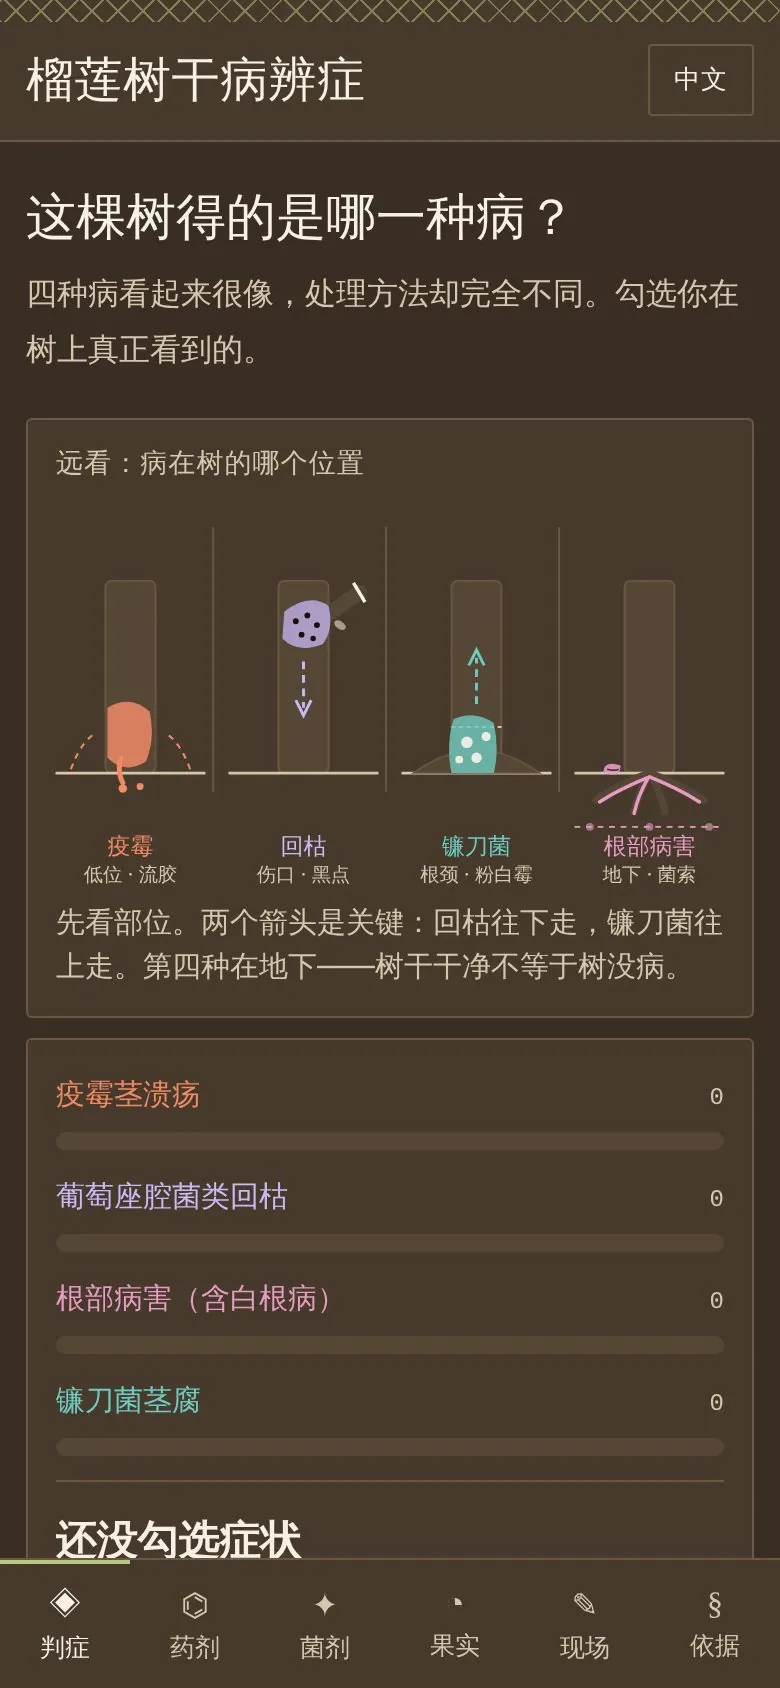 榴莲树干病辨症
中文
这棵树得的是哪一种病？
四种病看起来很像，处理方法却完全不同。勾选你在
树上真正看到的。
远看：病在树的哪个位置
疫霉
低位 · 流胶
回枯
伤口 · 黑点
镰刀菌
根颈 · 粉白霉
根部病害
地下 · 菌索
先看部位。两个箭头是关键：回枯往下走，镰刀菌往
上走。第四种在地下——树干干净不等于树没病。
疫霉茎溃疡 0
葡萄座腔菌类回枯 0
根部病害（含白根病） 0
镰刀菌茎腐 0
还没勾选症状
判症
药剂
菌剂
果实
现场
§
依据